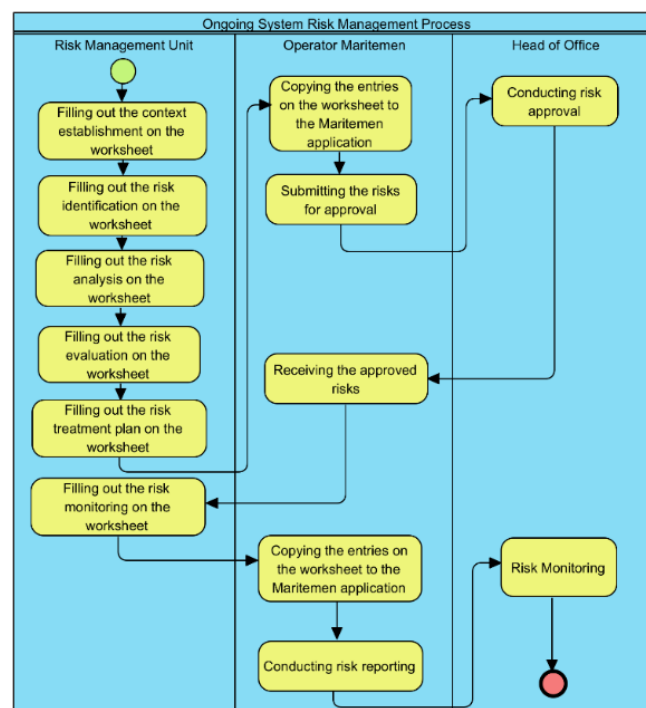 Ongoing System Risk Management Process
Risk Management Unit
Operator Maritemen
Head of Office
Filling out the context
establishment on the
worksheet
Filling out the risk
identification on the
worksheet
Filling out the risk
analysis on the
worksheet
Filling out the risk
evaluation on the
worksheet
Filling out the risk
treatment plan on the
worksheet
Copying the entries
on the worksheet to
the Maritemen
application
Submitting the risks
for approval
Conducting risk
approval
Receiving the approved
risks
Filling out the risk
monitoring on the
worksheet
Copying the entries on
the worksheet to the
Maritemen application
Conducting risk reporting
Risk Monitoring